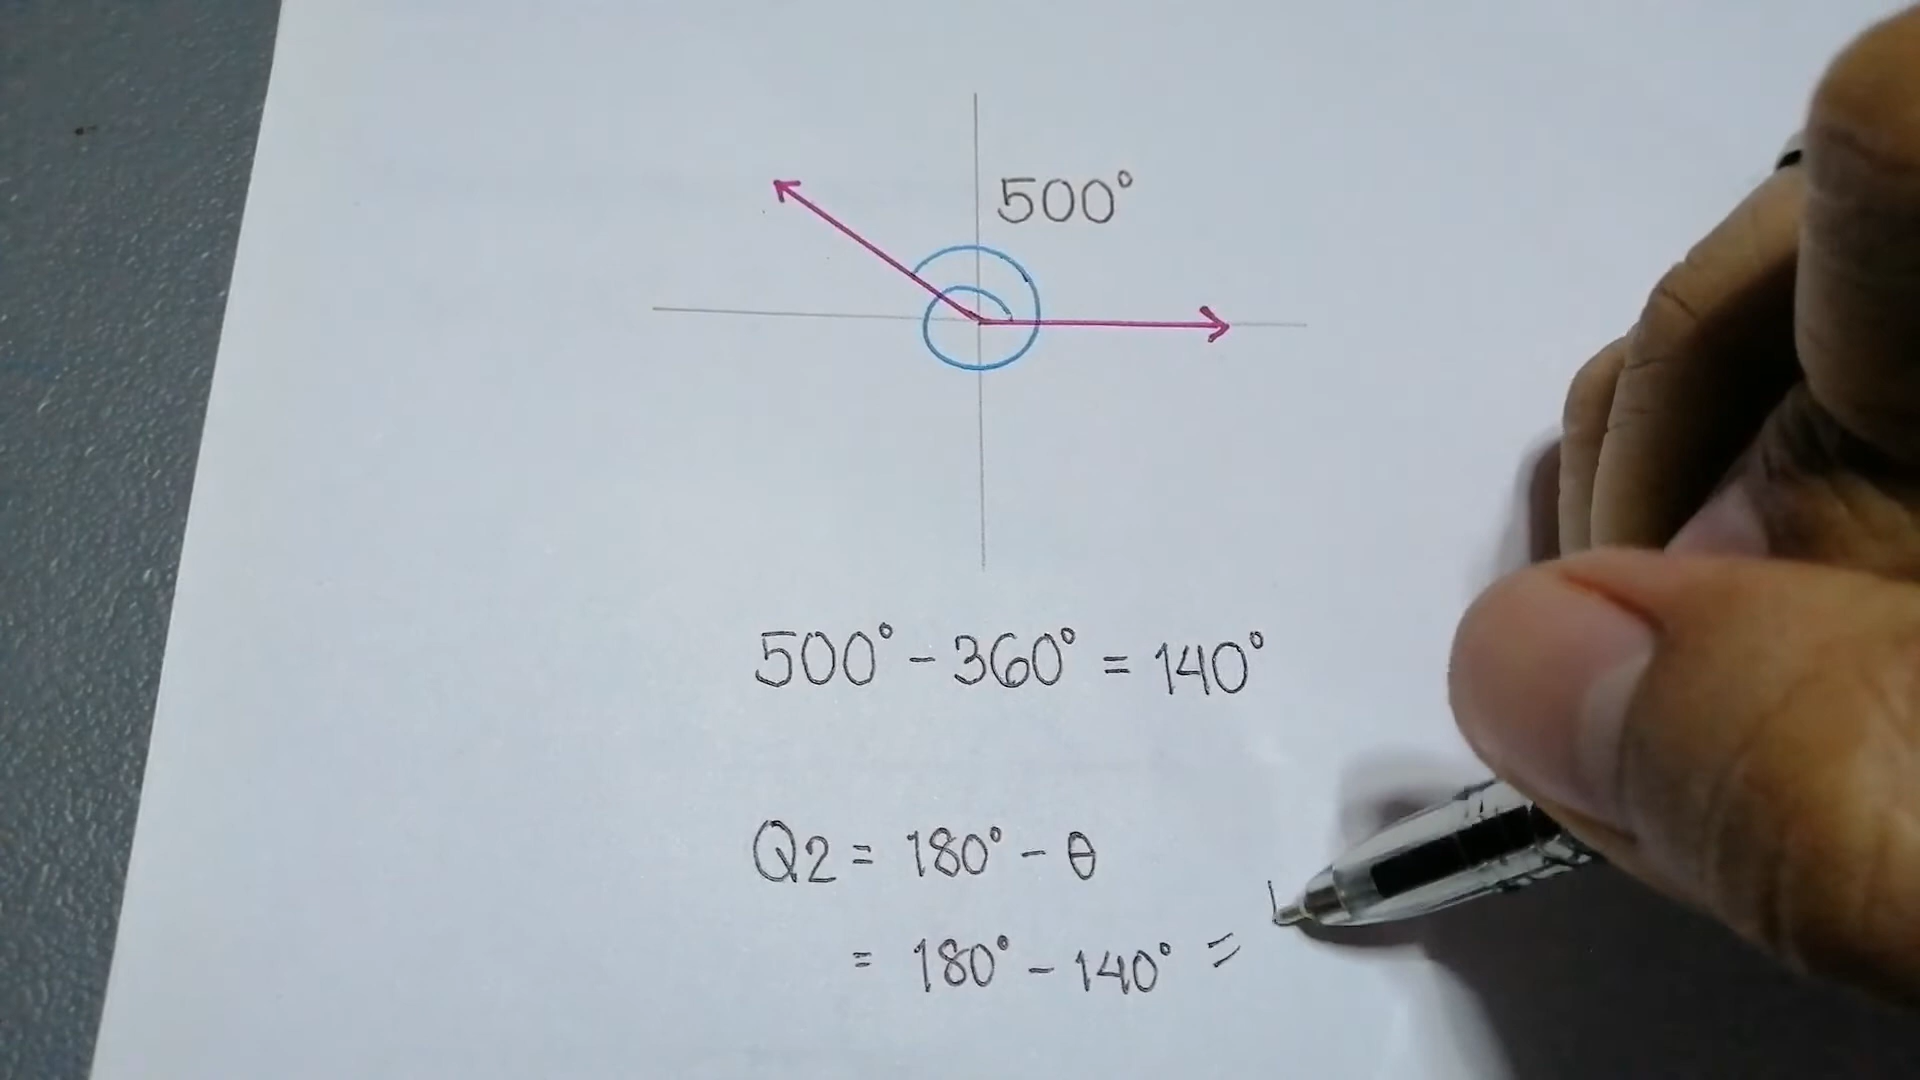 500°
500° - 360° = 140°
Q2 = 180° - θ
= 180° - 140° =